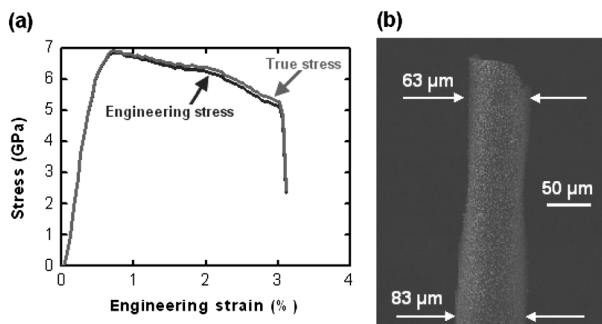 (a)
7
6
5
4
3
2
1
0
Stress (GPa)
True stress
Engineering stress
0 1 2 3 4
Engineering strain (%)
(b)
63 µm
50 µm
83 µm